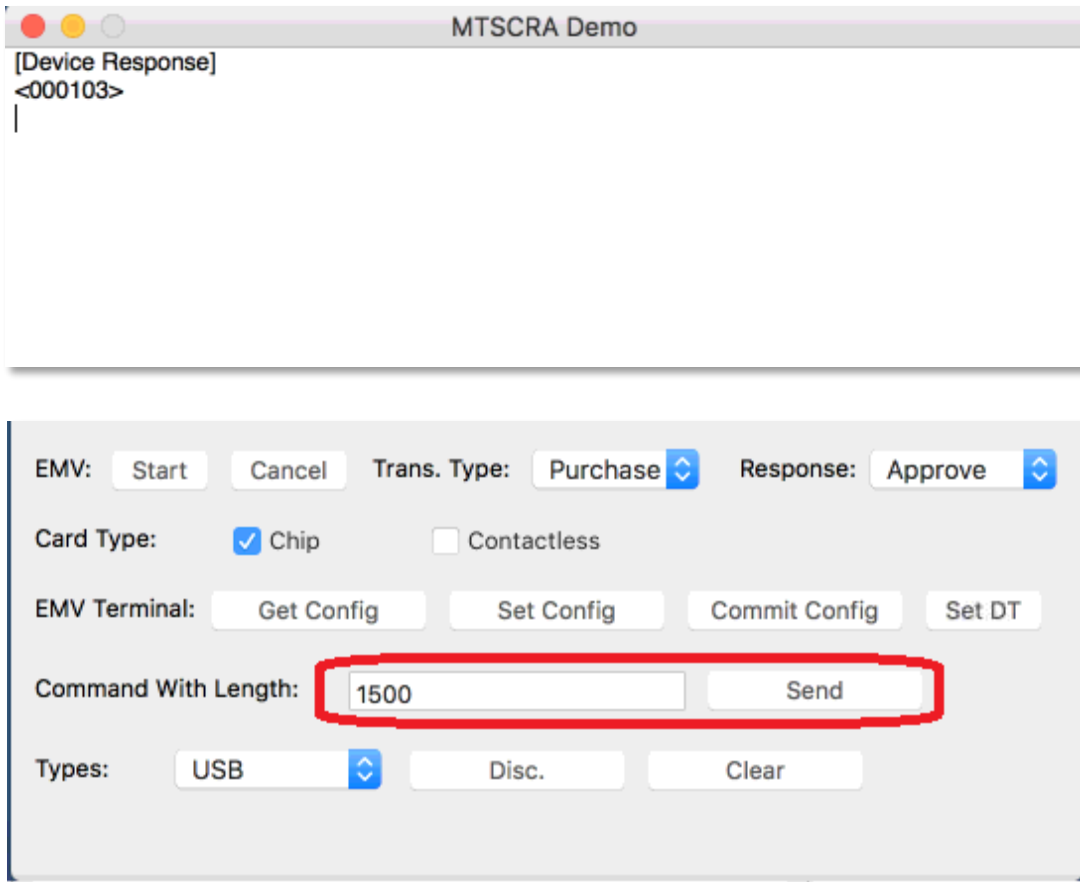 MTSCRA Demo
[Device Response]
<000103>
EMV: Start Cancel Trans. Type: Purchase Response: Approve
Card Type: Chip Contactless
EMV Terminal: Get Config Set Config Commit Config Set DT
Command With Length: 1500 Send
Types: USB Disc. Clear